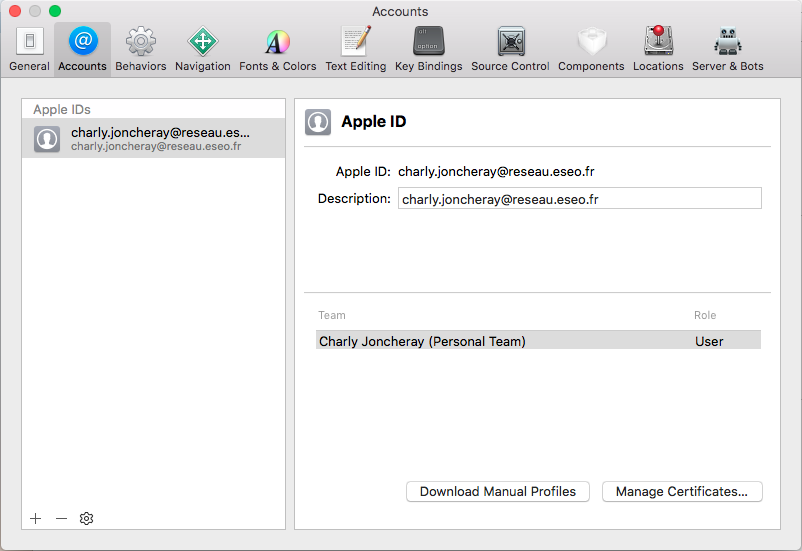 Accounts
General Accounts Behaviors Navigation Fonts & Colors Text Editing Key Bindings Source Control Components Locations Server & Bots
alt
option
Apple IDs
charly.joncheray@reseau.es...
charly.joncheray@reseau.eseo.fr
Apple ID
Apple ID: charly.joncheray@reseau.eseo.fr
Description: charly.joncheray@reseau.eseo.fr
Team Role
Charly Joncheray (Personal Team) User
Download Manual Profiles Manage Certificates...